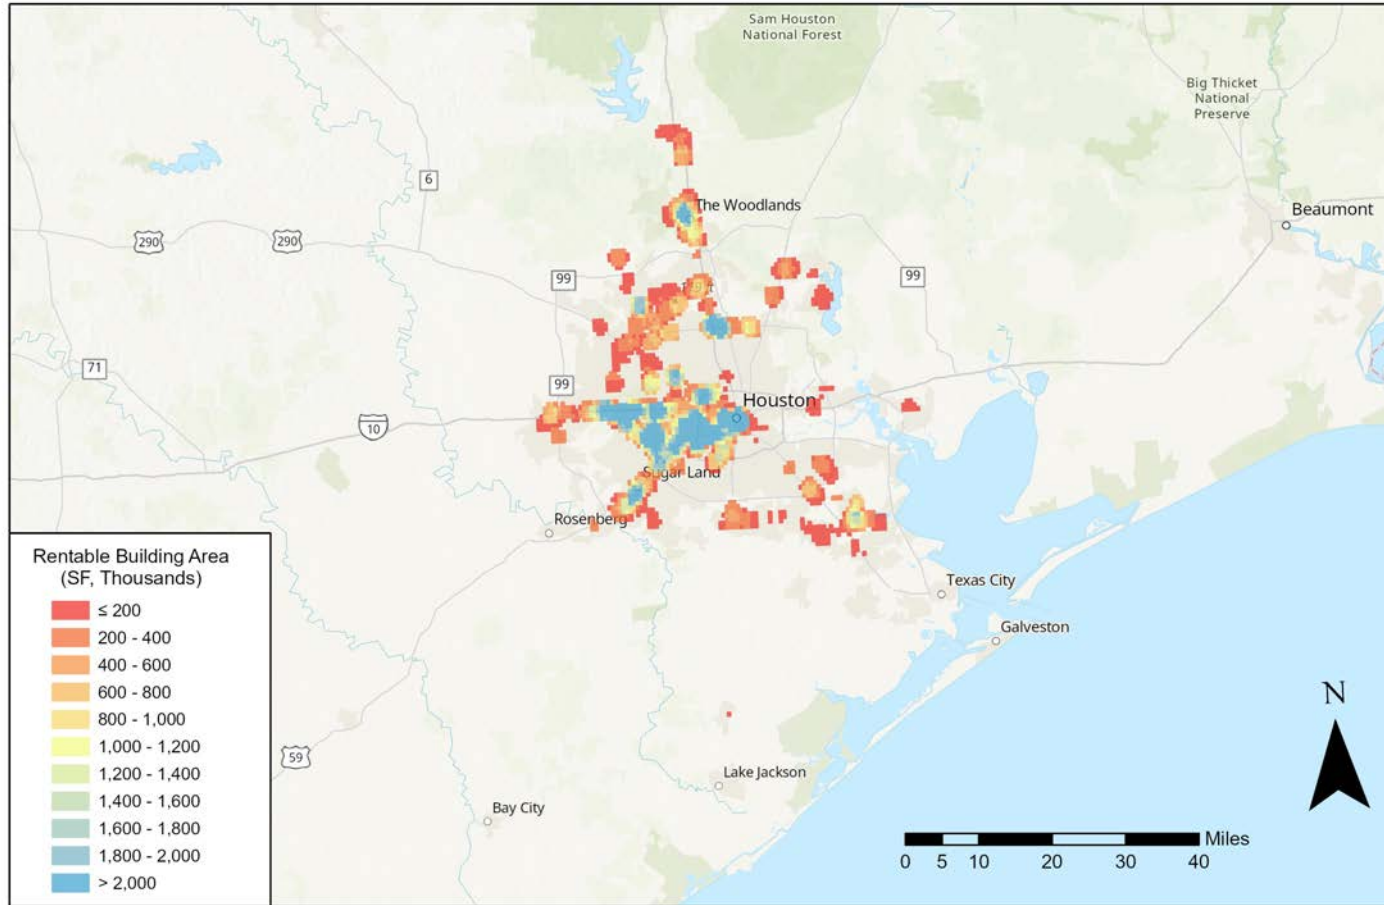 Sam Houston
National Forest
Big Thicket
National
Preserve
6
The Woodlands
Beaumont
290
290
99
99
71
99
Houston
10
Sugar Land
Rosenberg
Rentable Building Area
(SF, Thousands)
≤ 200
200 - 400
400 - 600
600 - 800
800 - 1,000
1,000 - 1,200
1,200 - 1,400
1,400 - 1,600
1,600 - 1,800
1,800 - 2,000
> 2,000
Texas City
Galveston
59
Lake Jackson
Bay City
N
Miles
0 5 10 20 30 40